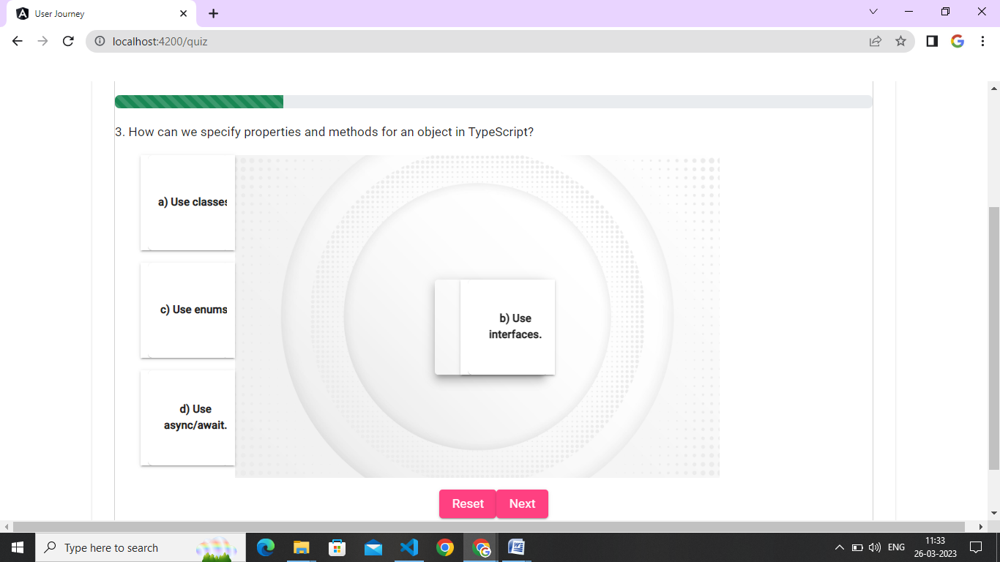 User Journey
localhost:4200/quiz
3. How can we specify properties and methods for an object in TypeScript?
a) Use classes
c) Use enums
b) Use
interfaces.
d) Use
async/await.
Reset Next
Type here to search
ENG
11:33
26-03-2023